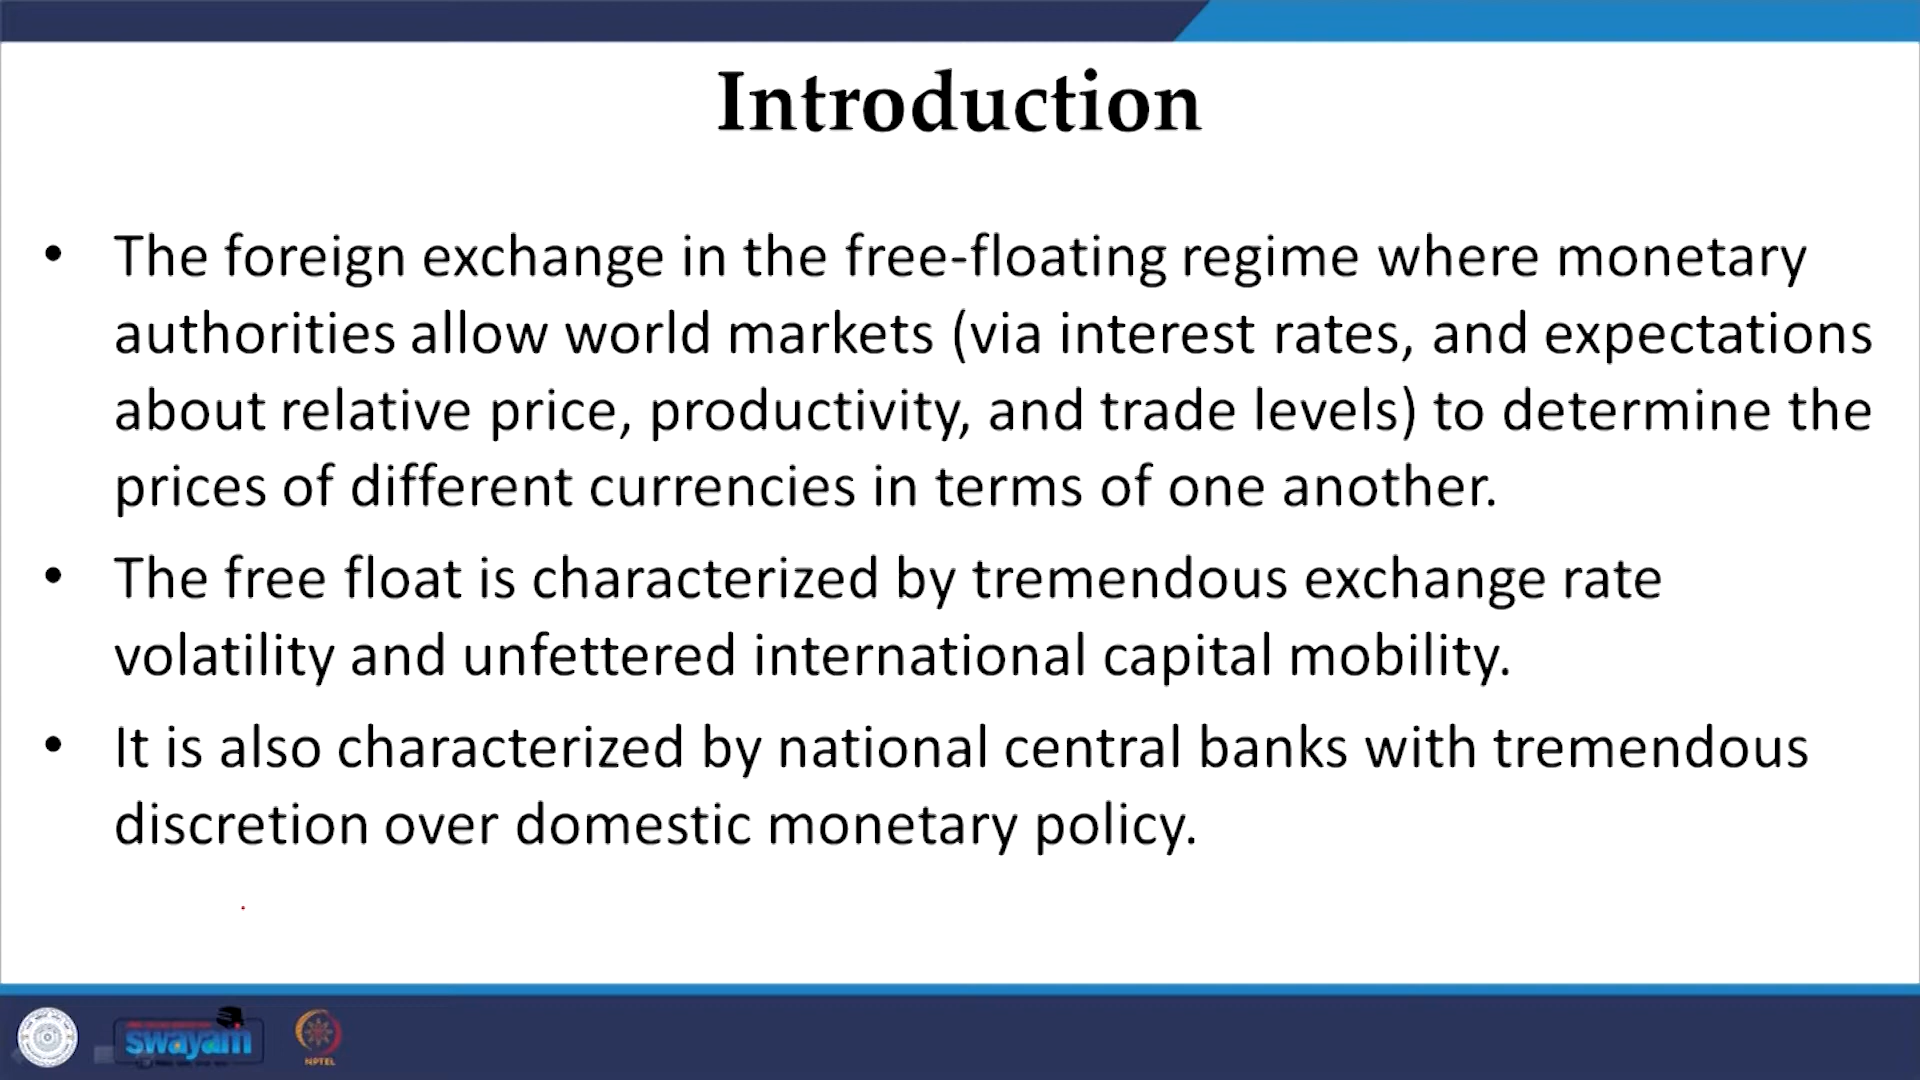 Introduction
• The foreign exchange in the free-floating regime where monetary
authorities allow world markets (via interest rates, and expectations
about relative price, productivity, and trade levels) to determine the
prices of different currencies in terms of one another.
• The free float is characterized by tremendous exchange rate
volatility and unfettered international capital mobility.
• It is also characterized by national central banks with tremendous
discretion over domestic monetary policy.
swayam
NPTEL